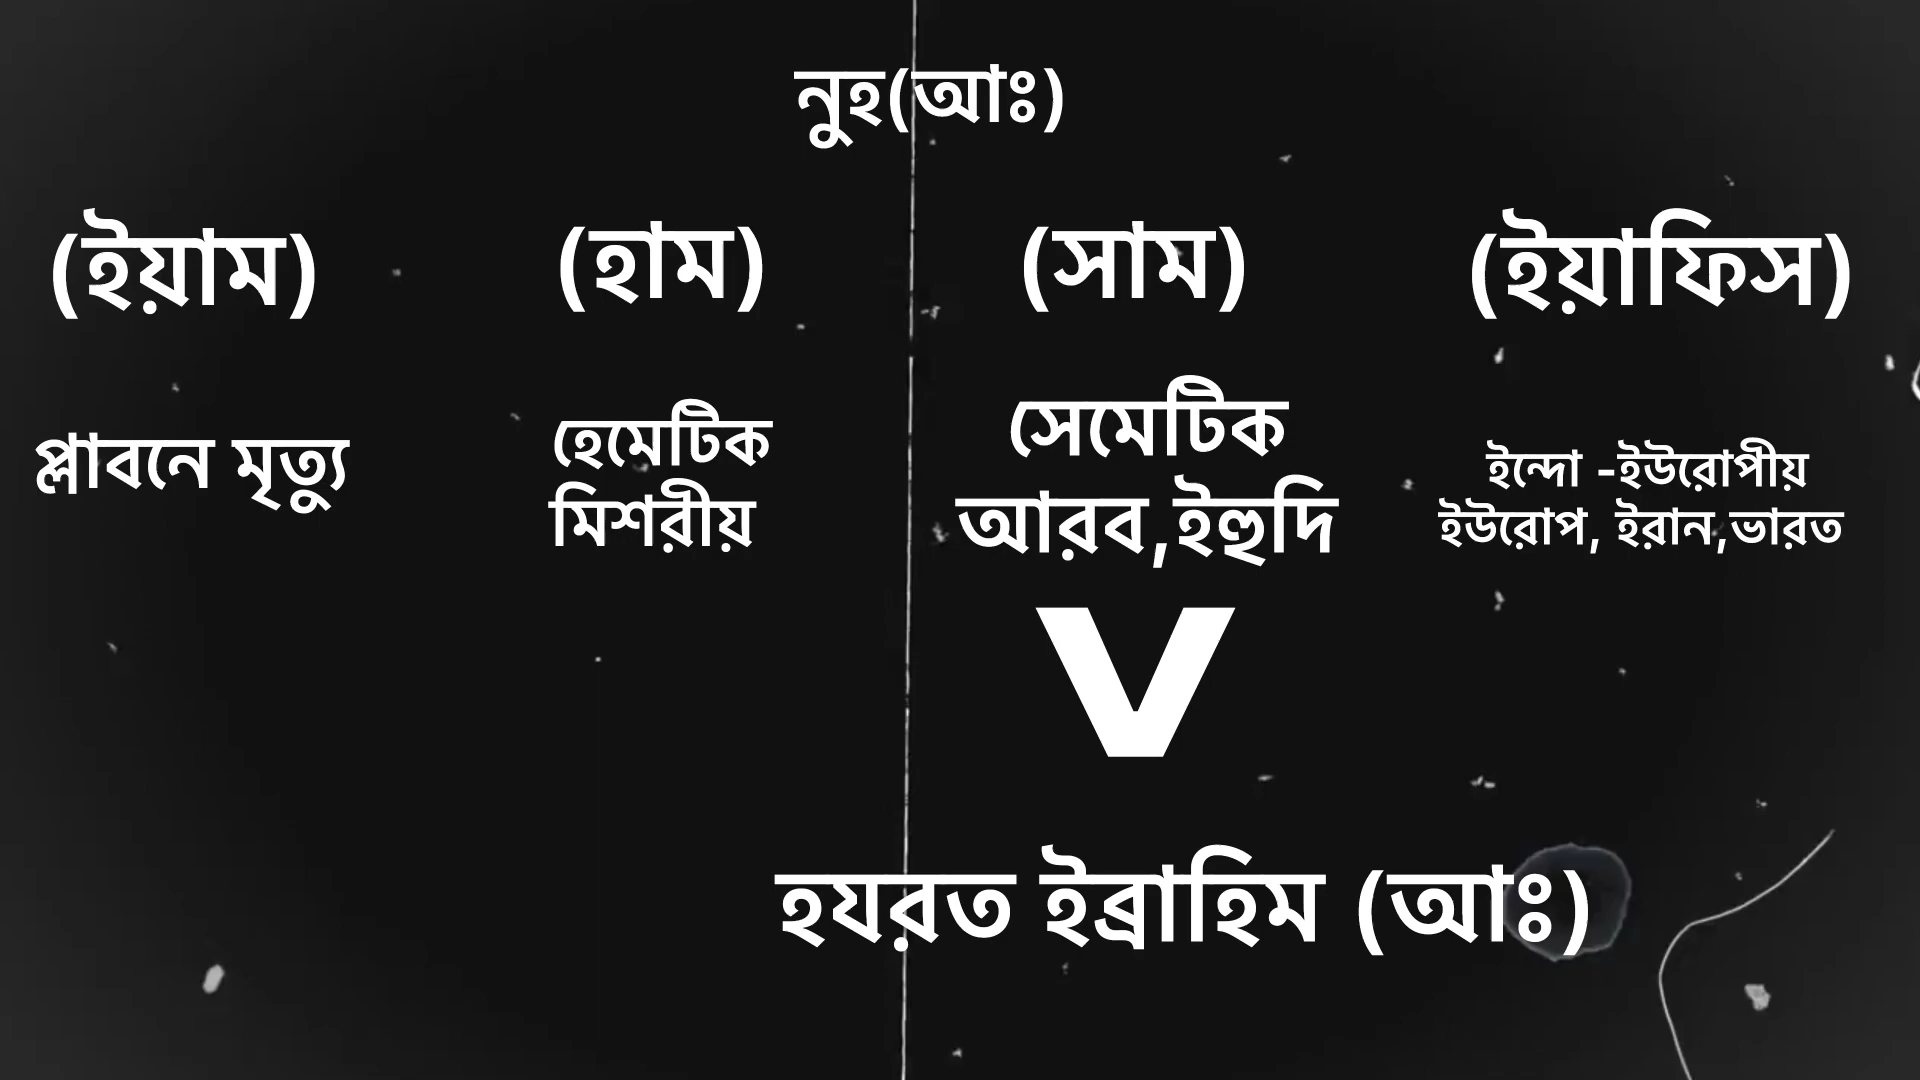 নুহ(আঃ)
(ইয়াম)
(হাম)
(সাম)
(ইয়াফিস)
প্লাবনে মৃত্যু
হেমেটিক
মিশরীয়
সেমেটিক
আরব,ইহুদি
ইন্দো -ইউরোপীয়
ইউরোপ, ইরান,ভারত
V
হযরত ইব্রাহিম (আঃ)